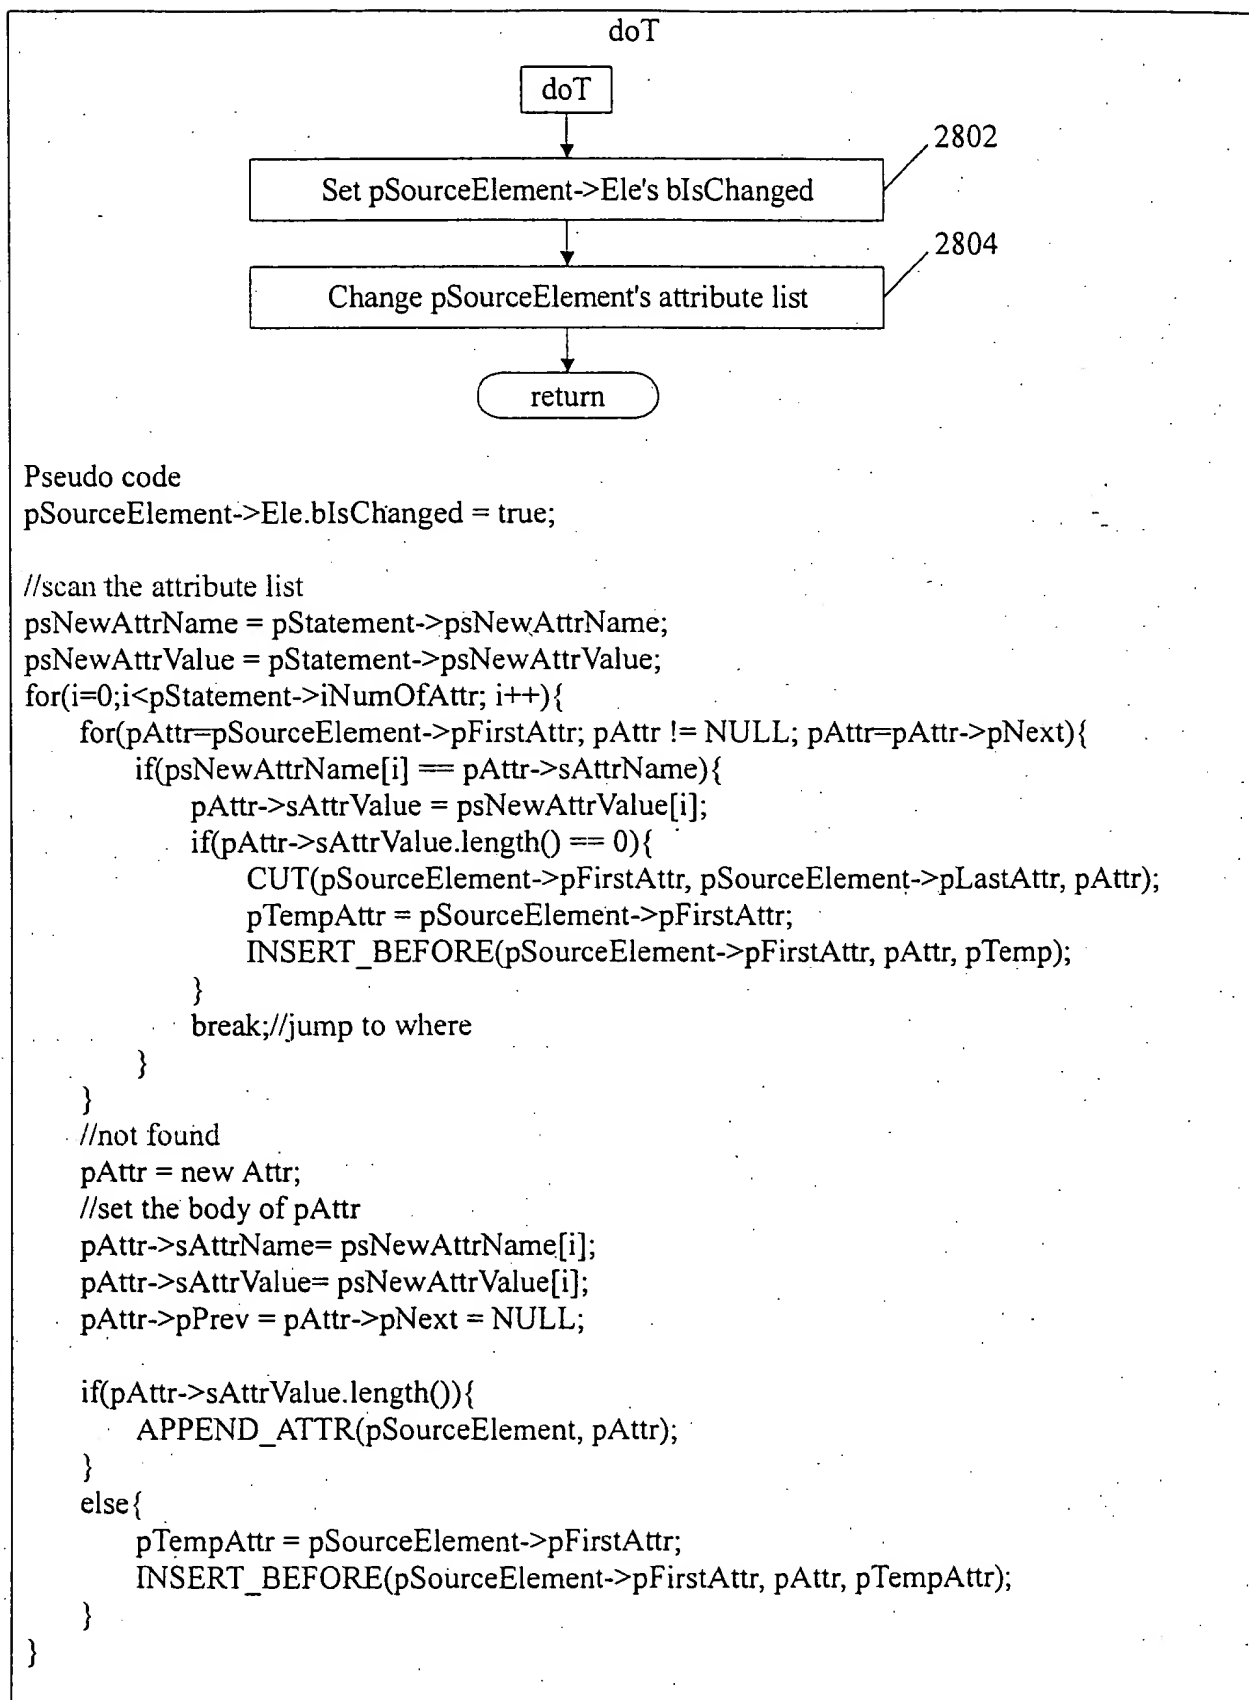 doT
doT
2802
Set pSourceElement->Ele's bIsChanged
2804
Change pSourceElement's attribute list
return
Pseudo code
pSourceElement->Ele.bIsChanged = true;
//scan the attribute list
psNewAttrName = pStatement->psNewAttrName;
psNewAttrValue = pStatement->psNewAttrValue;
for(i=0;i<pStatement->iNumOfAttr; i++){
for(pAttr=pSourceElement->pFirstAttr; pAttr != NULL; pAttr=pAttr->pNext){
if(psNewAttrName[i] == pAttr->sAttrName){
pAttr->sAttrValue = psNewAttrValue[i];
if(pAttr->sAttrValue.length() == 0){
CUT(pSourceElement->pFirstAttr, pSourceElement->pLastAttr, pAttr);
pTempAttr = pSourceElement->pFirstAttr;
INSERT_BEFORE(pSourceElement->pFirstAttr, pAttr, pTemp);
}
break;//jump to where
}
}
//not found
pAttr = new Attr;
//set the body of pAttr
pAttr->sAttrName= psNewAttrName[i];
pAttr->sAttrValue= psNewAttrValue[i];
pAttr->pPrev = pAttr->pNext = NULL;
if(pAttr->sAttrValue.length()){
APPEND_ATTR(pSourceElement, pAttr);
}
else{
pTempAttr = pSourceElement->pFirstAttr;
INSERT_BEFORE(pSourceElement->pFirstAttr, pAttr, pTempAttr);
}
}